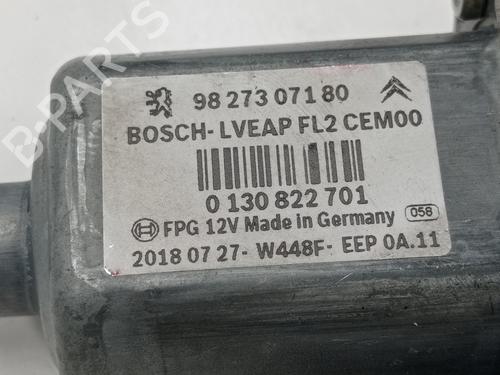 98 273 071 80
BOSCH- LVEAP FL2 CEM00
0 130 822 701
FPG 12V Made in Germany 058
2018 07 27- W448F- EEP 0A.11
B-PARTS